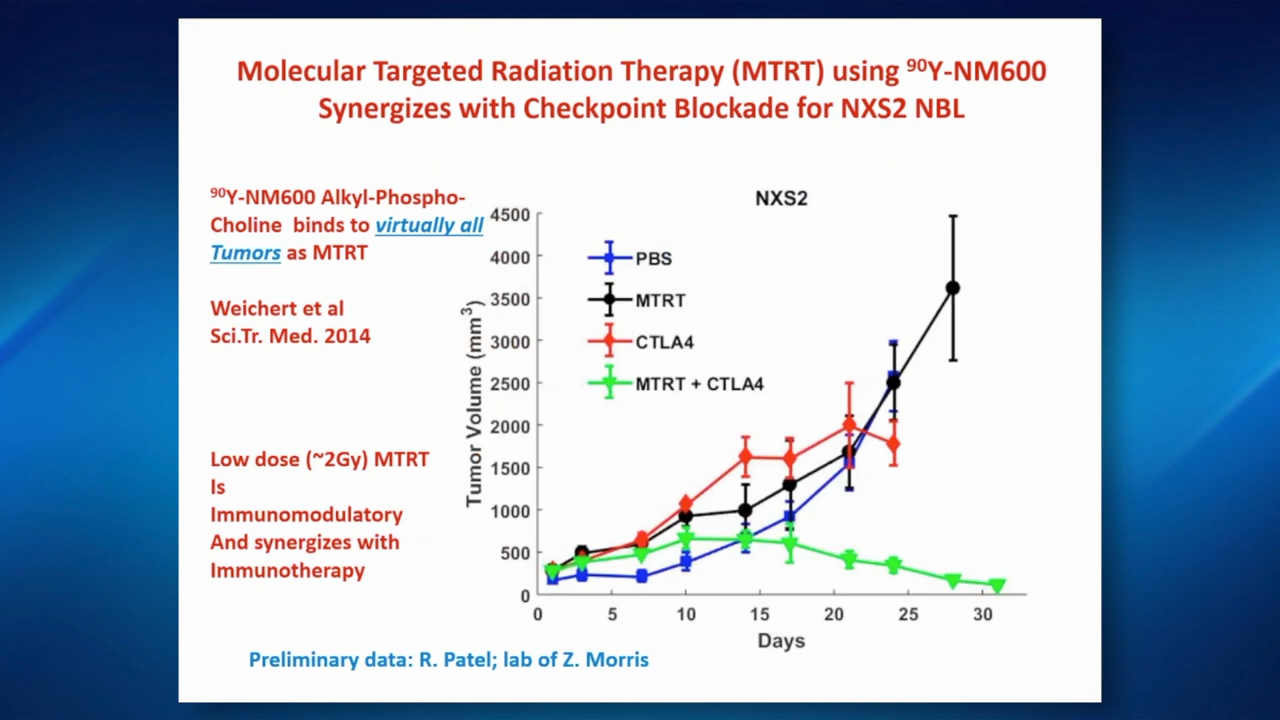 Molecular Targeted Radiation Therapy (MTRT) using ⁹⁰Y-NM600
Synergizes with Checkpoint Blockade for NXS2 NBL
⁹⁰Y-NM600 Alkyl-Phospho-
Choline binds to virtually all
Tumors as MTRT
Weichert et al
Sci.Tr. Med. 2014
Low dose (~2Gy) MTRT
Is
Immunomodulatory
And synergizes with
Immunotherapy
NXS2
4500
4000
3500
3000
2500
2000
1500
1000
500
0
Tumor Volume (mm³)
PBS
MTRT
CTLA4
MTRT + CTLA4
0 5 10 15 20 25 30
Days
Preliminary data: R. Patel; lab of Z. Morris